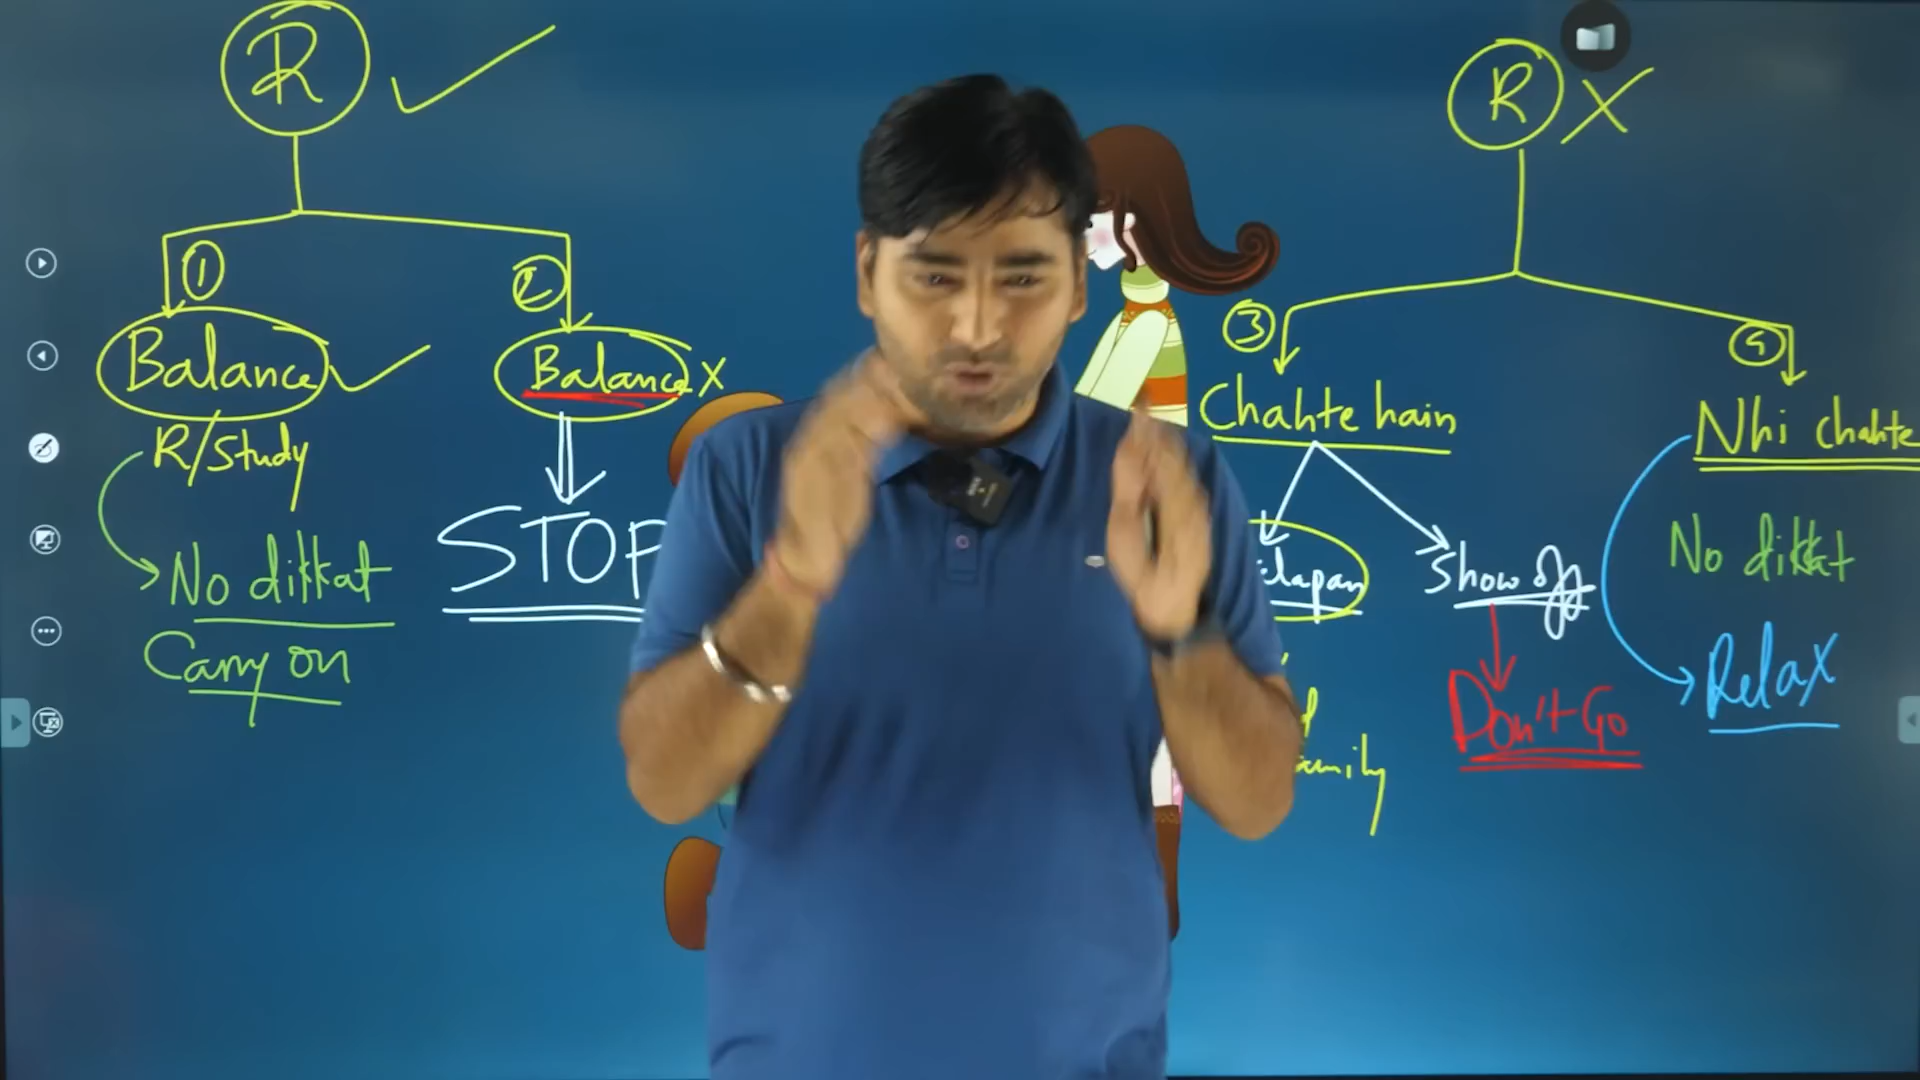 R ✓
① Balance ✓
R/Study
No dikkat
Carry on
② Balance X
STOP
R X
③ Chahte hain
Show off
Don't Go
④ Nhi chahte
No dikkat
Relax